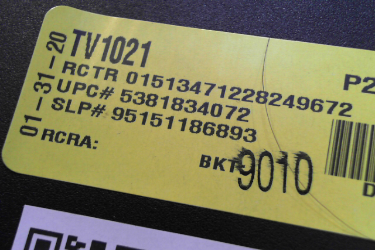 01-31-20
TV1021
RCTR 01513471228249672
UPC# 5381834072
SLP# 95151186893
RCRA:
BKT 9010
P2
D